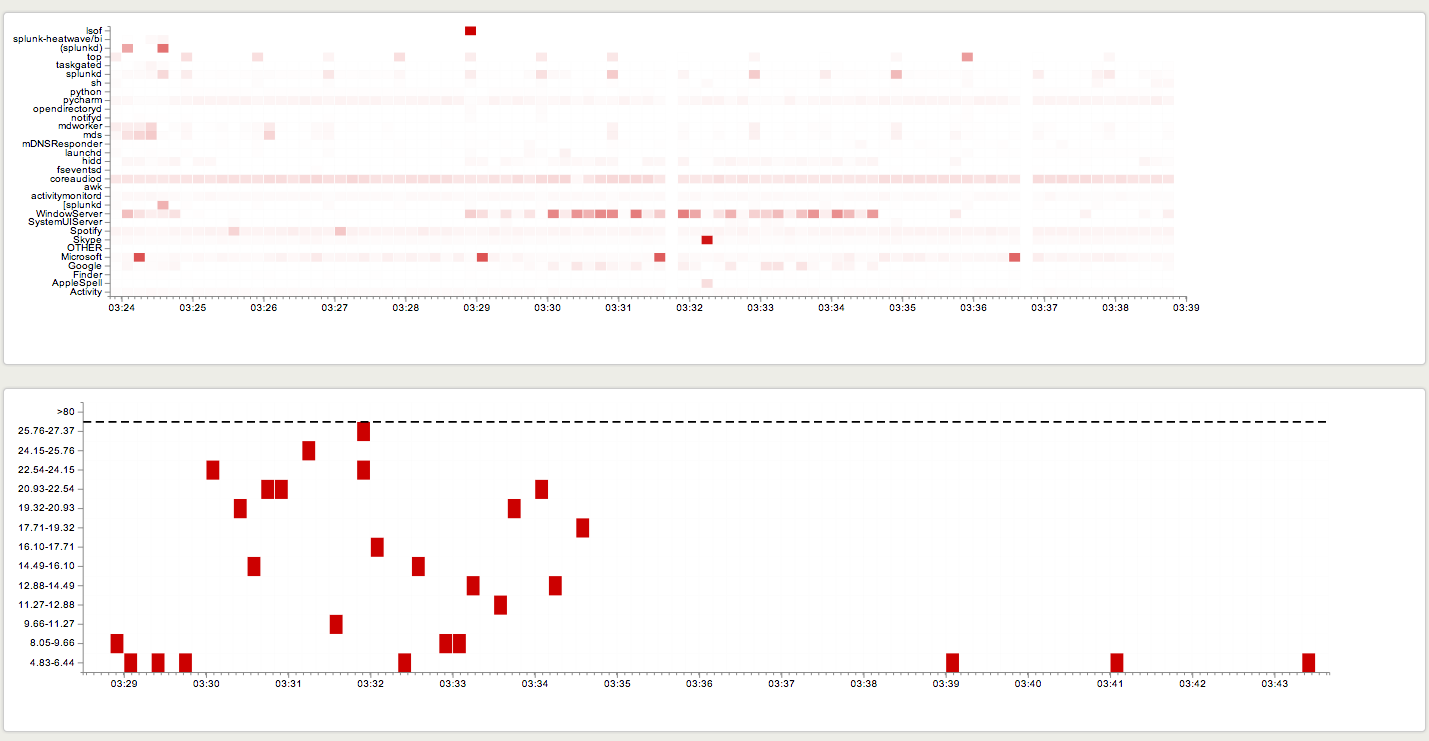 lsof
splunk-heatwave/bi
(splunkd)
top
taskgated
splunkd
sh
python
pycharm
opendirectoryd
notifyd
mdworker
mds
mDNSResponder
launchd
hidd
fseventsd
coreaudiod
awk
activitymonitord
[splunkd
WindowServer
SystemUIServer
Spotify
Skype
OTHER
Microsoft
Google
Finder
AppleSpell
Activity
03:24 03:25 03:26 03:27 03:28 03:29 03:30 03:31 03:32 03:33 03:34 03:35 03:36 03:37 03:38 03:39
>80
25.76-27.37
24.15-25.76
22.54-24.15
20.93-22.54
19.32-20.93
17.71-19.32
16.10-17.71
14.49-16.10
12.88-14.49
11.27-12.88
9.66-11.27
8.05-9.66
4.83-6.44
03:29 03:30 03:31 03:32 03:33 03:34 03:35 03:36 03:37 03:38 03:39 03:40 03:41 03:42 03:43